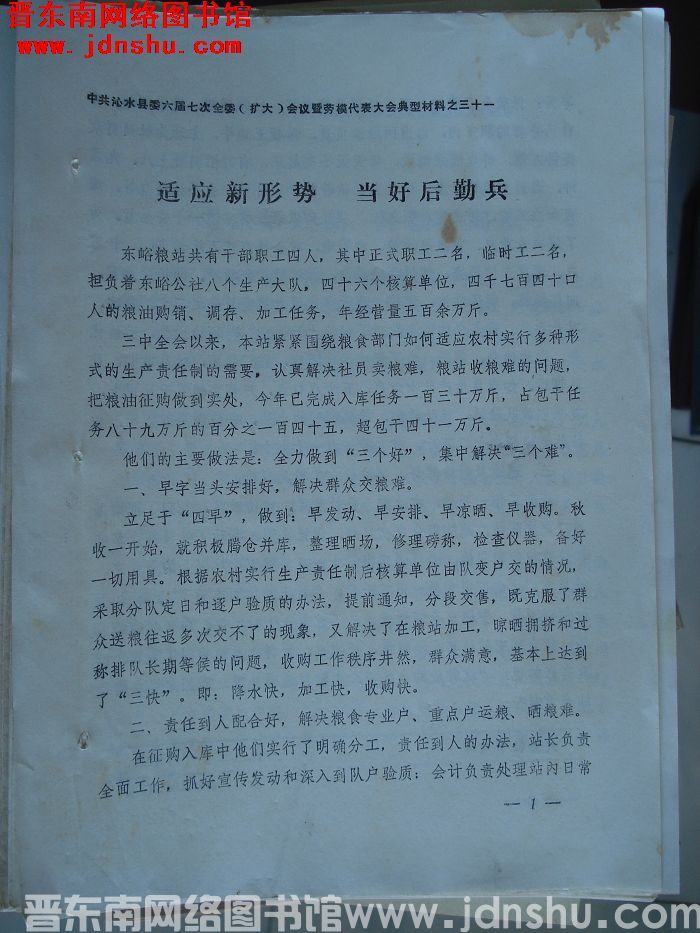 晋东南网络图书馆
www.jdnshu.com
中共沁水县委六届七次全委（扩大）会议暨劳模代表大会典型材料之三十一
适应新形势 当好后勤兵
东峪粮站共有干部职工四人，其中正式职工二名，临时工二名，
担负着东峪公社八个生产大队，四十六个核算单位，四千七百四十口
人的粮油购销、调存、加工任务，年经营量五百余万斤。
三中全会以来，本站紧紧围绕粮食部门如何适应农村实行多种形
式的生产责任制的需要，认真解决社员卖粮难，粮站收粮难的问题，
把粮油征购做到实处，今年已完成入库任务一百三十万斤，占包干任
务八十九万斤的百分之一百四十五，超包干四十一万斤。
他们的主要做法是：全力做到“三个好”，集中解决“三个难”。
一、早字当头安排好，解决群众交粮难。
立足于“四早”，做到：早发动、早安排、早凉晒、早收购。秋
收一开始，就积极腾仓并库，整理晒场，修理磅称，检查仪器，备好
一切用具。根据农村实行生产责任制后核算单位由队变户交的情况，
采取分队定日和逐户验质的办法，提前通知，分段交售，既克服了群
众送粮往返多次交不了的现象，又解决了在粮站加工，晾晒拥挤和过
称排队长期等侯的问题，收购工作秩序井然，群众满意，基本上达到
了“三快”。即：降水快，加工快，收购快。
二、责任到人配合好，解决粮食专业户、重点户运粮、晒粮难。
在征购入库中他们实行了明确分工，责任到人的办法，站长负责
全面工作，抓好宣传发动和深入到队户验质；会计负责处理站内日常
— 1 —
晋东南网络图书馆 www.jdnshu.com